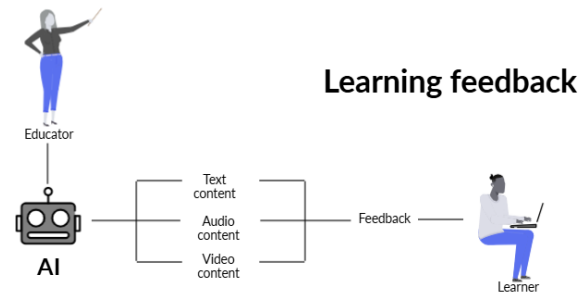 Learning feedback
Educator
AI
Text
content
Audio
content
Video
content
Feedback
Learner